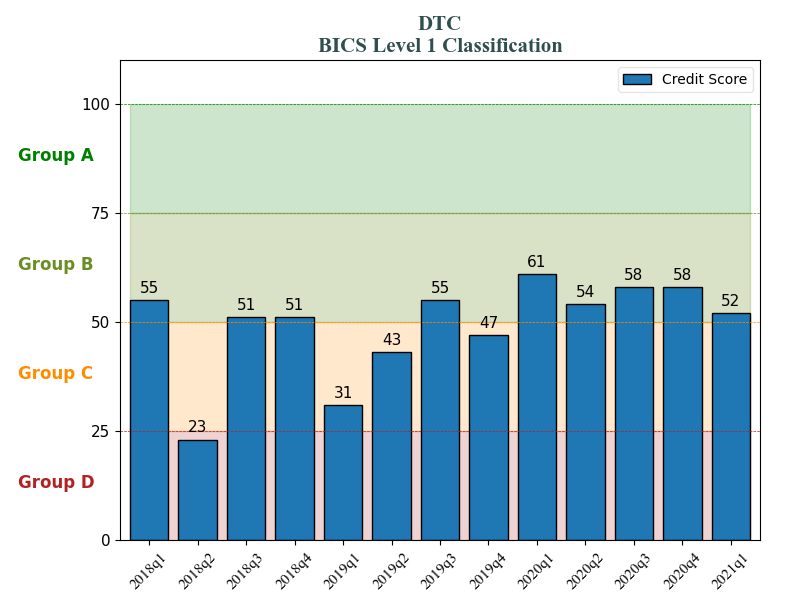 DTC
BICS Level 1 Classification
Credit Score
100
Group A
75
Group B
61
58
58
55
55
54
52
51
51
50
47
43
Group C
31
25
23
Group D
0
2018q1
2018q2
2018q3
2018q4
2019q1
2019q2
2019q3
2019q4
2020q1
2020q2
2020q3
2020q4
2021q1